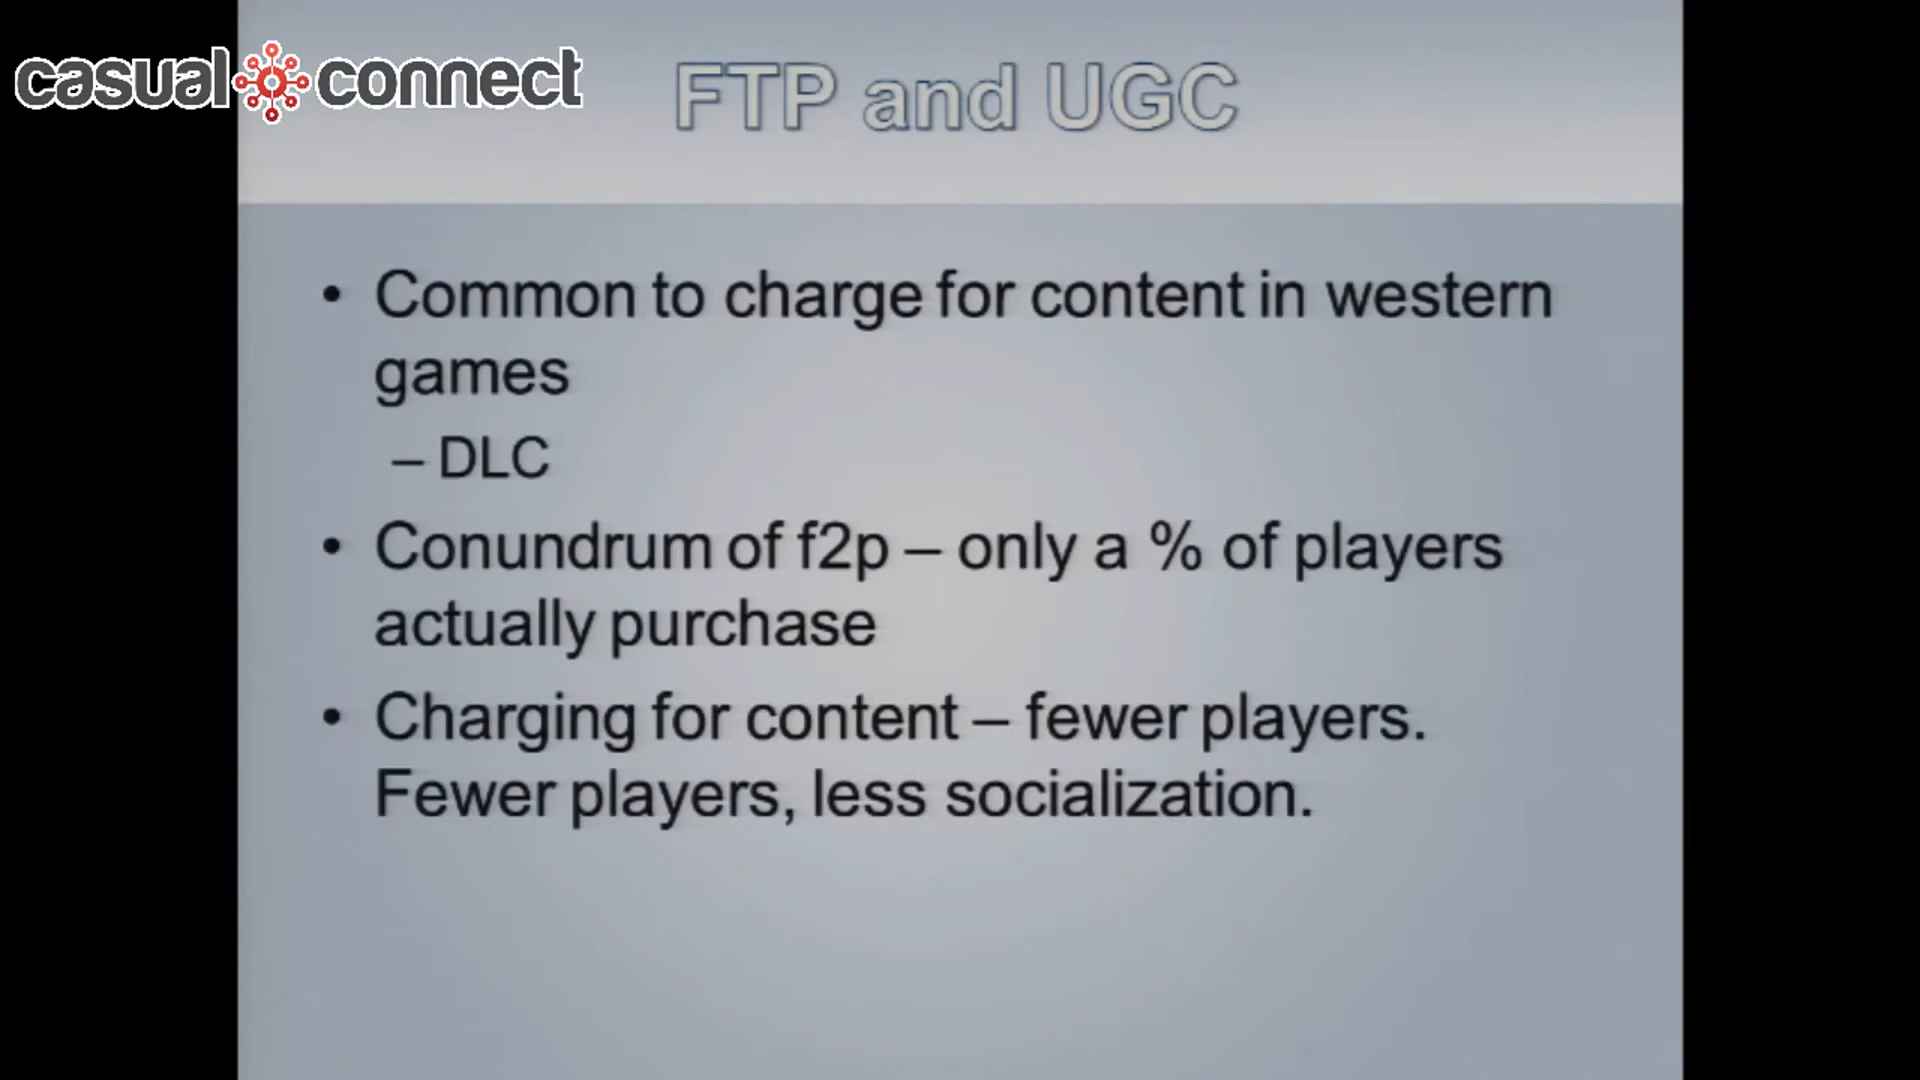 casual connect
FTP and UGC
• Common to charge for content in western
games
– DLC
• Conundrum of f2p – only a % of players
actually purchase
• Charging for content – fewer players.
Fewer players, less socialization.